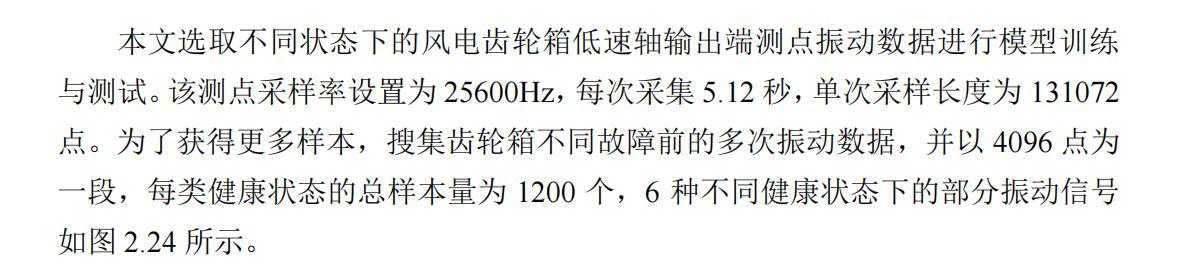 本文选取不同状态下的风电齿轮箱低速轴输出端测点振动数据进行模型训练
与测试。该测点采样率设置为 25600Hz，每次采集 5.12 秒，单次采样长度为 131072
点。为了获得更多样本，搜集齿轮箱不同故障前的多次振动数据，并以 4096 点为
一段，每类健康状态的总样本量为 1200 个，6 种不同健康状态下的部分振动信号
如图 2.24 所示。